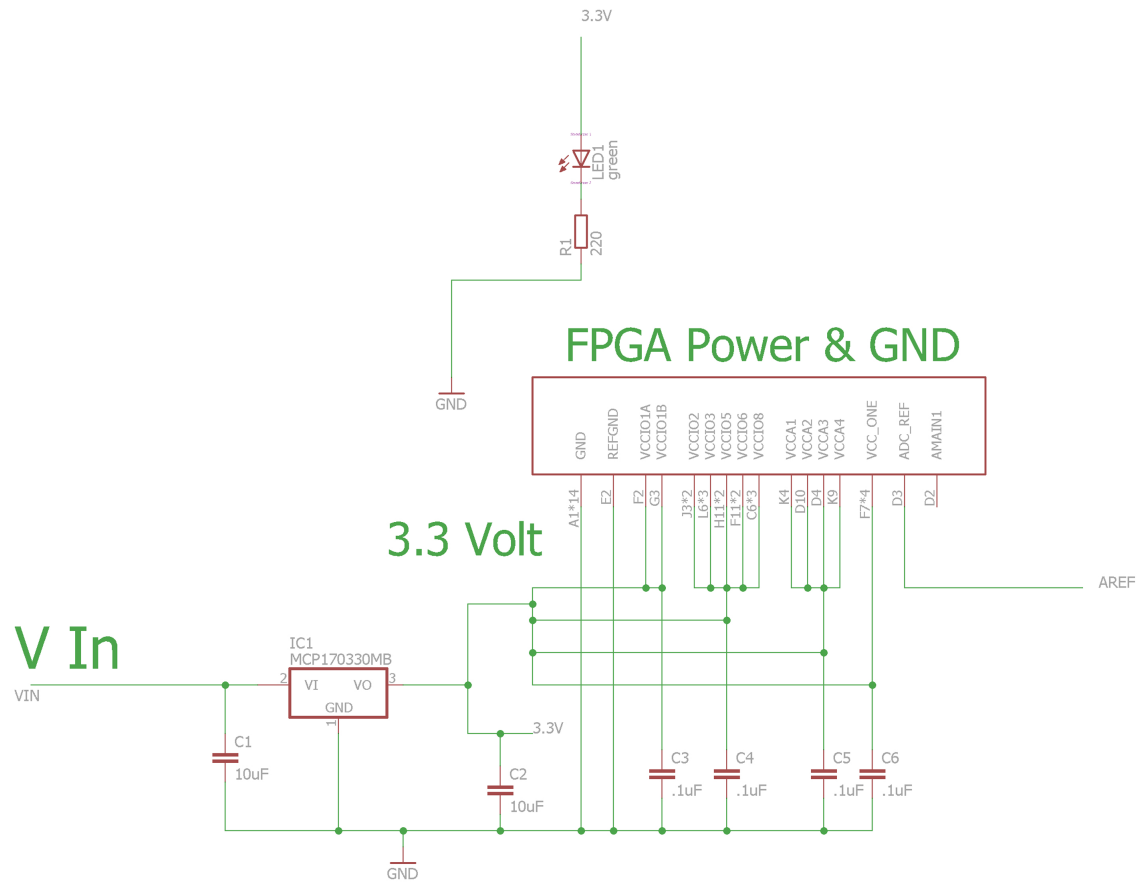 3.3V
LED1
green
R1
220
GND
FPGA Power & GND
GND
REFGND
VCCIO1A
VCCIO1B
VCCIO2
VCCIO3
VCCIO5
VCCIO6
VCCIO8
VCCA1
VCCA2
VCCA3
VCCA4
VCC_ONE
ADC_REF
AMAIN1
A1*14
E2
F2
G3
J3*2
L6*3
H11*2
F11*2
C6*3
K4
D10
D4
K9
F7*4
D3
D2
3.3 Volt
AREF
V In
VIN
IC1
MCP170330MB
2
VI
VO
3
GND
1
3.3V
C1
10uF
C2
10uF
C3
.1uF
C4
.1uF
C5
.1uF
C6
.1uF
GND